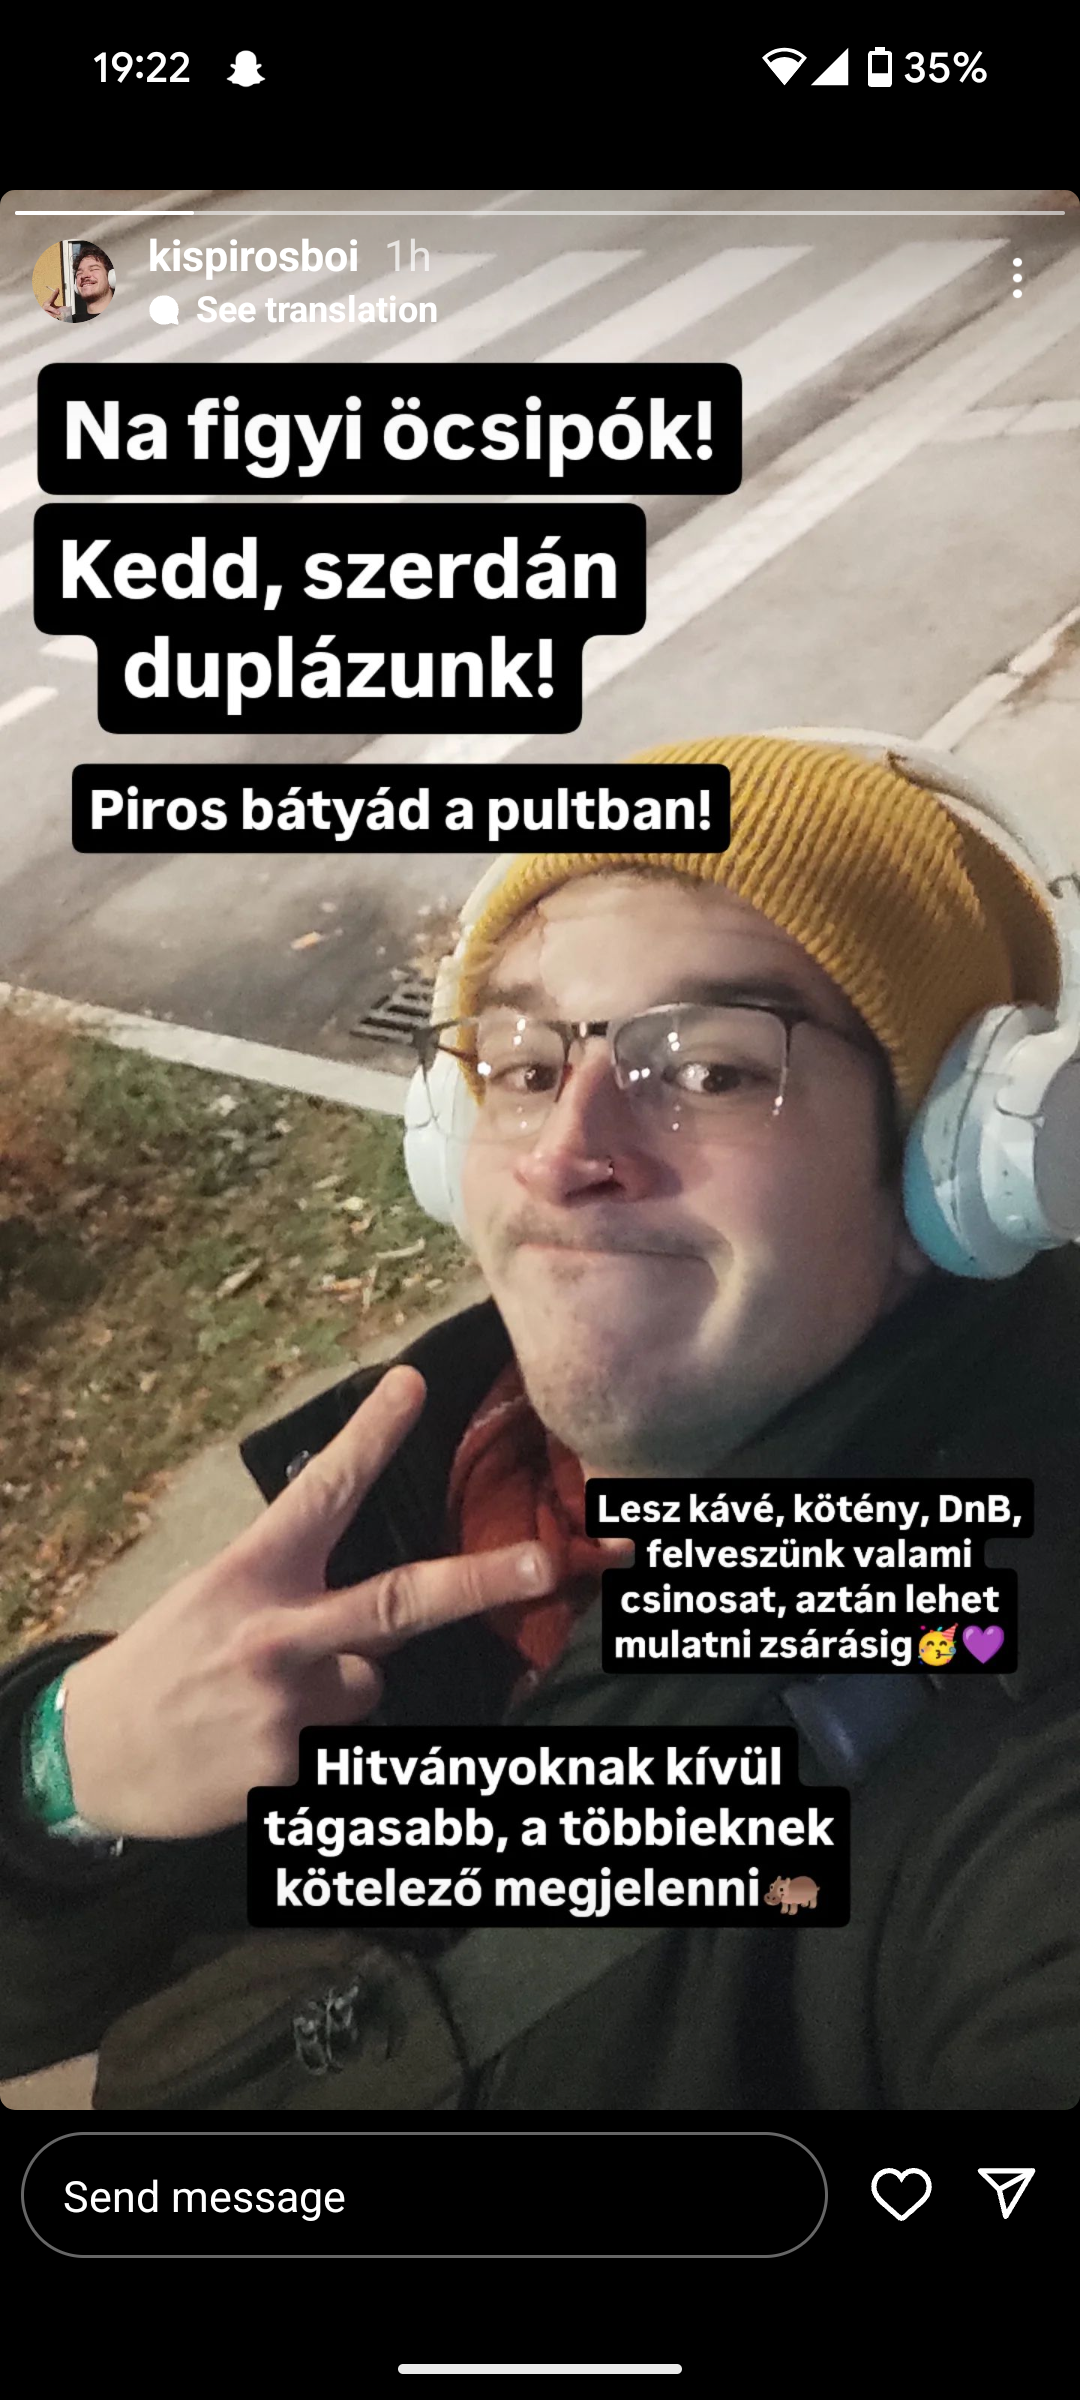 19:22
35%
kispirosboi 1h
See translation
Na figyi öcsipók!
Kedd, szerdán
duplázunk!
Piros bátyád a pultban!
Lesz kávé, kötény, DnB,
felveszünk valami
csinosat, aztán lehet
mulatni zsárásig🥳💜
Hitványoknak kívül
tágasabb, a többieknek
kötelező megjelenni🦛
Send message